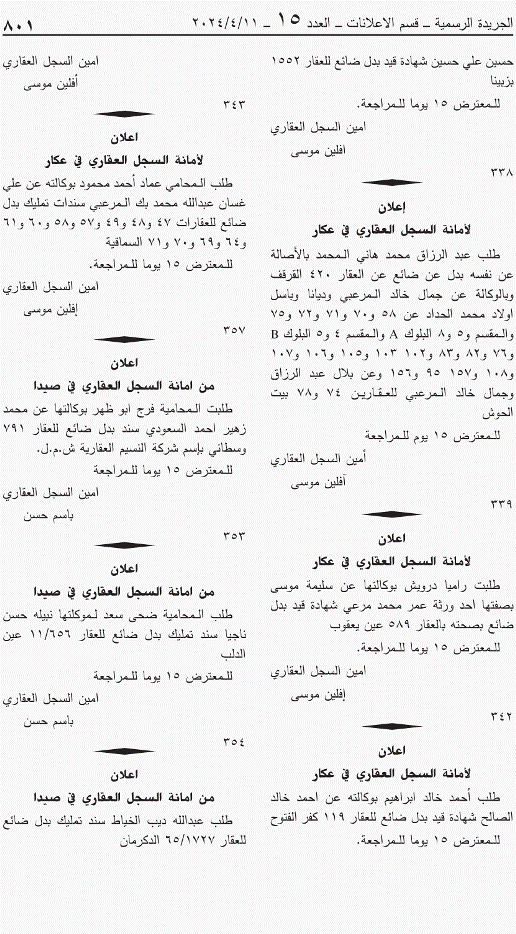 الجريدة الرسمية ـ قسم الاعلانات ـ العدد ١٥ ـ ٢٠٢٤/٤/١١
٨٠١
حسين علي حسين شهادة قيد بدل ضائع للعقار ١٥٥٢
بزبينا
للمعترض ١٥ يوما للمراجعة.
امين السجل العقاري
افلين موسى
٣٣٨
إعلان
لأمانة السجل العقاري في عكار
طلب عبد الرزاق محمد هاني المحمد بالأصالة
عن نفسه بدل عن ضائع عن العقار ٤٢٠ القرقف
وبالوكالة عن جمال خالد المرعبي وديانا وباسل
اولاد محمد الحداد عن ٥٨ و٧٠ و٧١ و٧٢ و٧٥
والمقسم و٥ و٨ البلوك A والمقسم ٤ و٥ البلوك B
و٧٦ و٨٢ و٨٣ و١٠٢ ١٠٣ و١٠٥ و١٠٦ و١٠٧
و١٠٨ و١٥٧ ٩٥ و١٥٦ وعن بلال عبد الرزاق
وجمال خالد المرعبي للعقارين ٧٤ و٧٨ بيت
الحوش
للمعترض ١٥ يوم للمراجعة
أمين السجل العقاري
آفلين موسى
٣٣٩
اعلان
لأمانة السجل العقاري في عكار
طلبت راميا درويش بوكالتها عن سليمة موسى
بصفتها احد ورثة عمر محمد مرعي شهادة قيد بدل
ضائع بصحته بالعقار ٥٨٩ عين يعقوب
للمعترض ١٥ يوما للمراجعة.
امين السجل العقاري
إفلين موسى
٣٤٢
اعلان
لأمانة السجل العقاري في عكار
طلب أحمد خالد ابراهيم بوكالته عن احمد خالد
الصالح شهادة قيد بدل ضائع للعقار ١١٩ كفر الفتوح
للمعترض ١٥ يوما للمراجعة.
امين السجل العقاري
أفلين موسى
٣٤٣
اعلان
لأمانة السجل العقاري في عكار
طلب المحامي عماد أحمد محمود بوكالته عن علي
غسان عبدالله محمد بك المرعبي سندات تمليك بدل
ضائع للعقارات ٤٧ و٤٨ و٤٩ و٥٧ و٥٨ و٦٠ و٦١
و٦٤ و٦٩ و٧٠ و٧١ السماقية
للمعترض ١٥ يوما للمراجعة.
امين السجل العقاري
إفلين موسى
٣٥٧
اعلان
من امانة السجل العقاري في صيدا
طلبت المحامية فرح ابو ظهر بوكالتها عن محمد
زهير احمد السعودي سند بدل ضائع للعقار ٧٩١
وسطاني بإسم شركة النسيم العقارية ش.م.ل.
للمعترض ١٥ يوما للمراجعة
امين السجل العقاري
باسم حسن
٣٥٣
اعلان
من امانة السجل العقاري في صيدا
طلب المحامية ضحى سعد لموكلتها نبيله حسن
ناجيا سند تمليك بدل ضائع للعقار ١١/٦٥٦ عين
الدلب
للمعترض ١٥ يوما للمراجعة
امين السجل العقاري
باسم حسن
٣٥٤
اعلان
من امانة السجل العقاري في صيدا
طلب عبدالله ديب الخياط سند تمليك بدل ضائع
للعقار ٦٥/١٧٢٧ الدكرمان